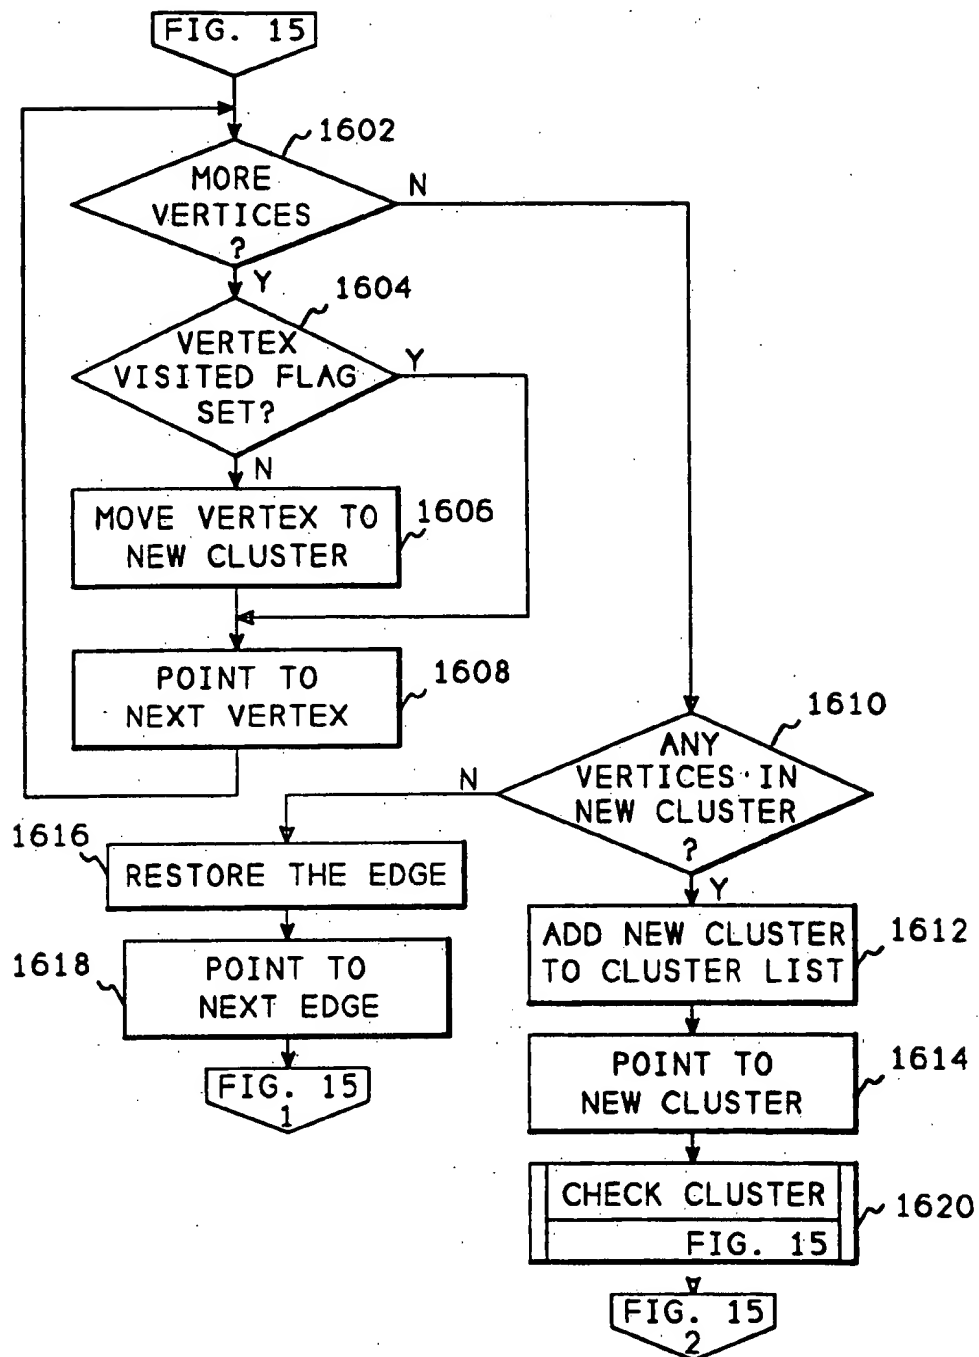 FIG. 15
1602
MORE
VERTICES
?
N
Y
1604
VERTEX
VISITED FLAG
SET?
Y
N
MOVE VERTEX TO
NEW CLUSTER
1606
POINT TO
NEXT VERTEX
1608
1610
ANY
VERTICES IN
NEW CLUSTER
?
N
Y
1616
RESTORE THE EDGE
1618
POINT TO
NEXT EDGE
FIG. 15
1
ADD NEW CLUSTER
TO CLUSTER LIST
1612
POINT TO
NEW CLUSTER
1614
CHECK CLUSTER
FIG. 15
1620
FIG. 15
2